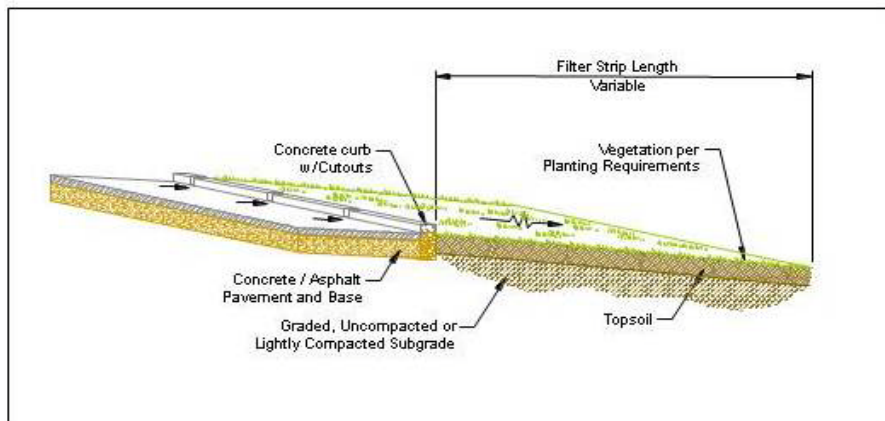 Filter Strip Length
Variable
Concrete curb
w/Cutouts
Vegetation per
Planting Requirements
Concrete / Asphalt
Pavement and Base
Graded, Uncompacted or
Lightly Compacted Subgrade
Topsoil